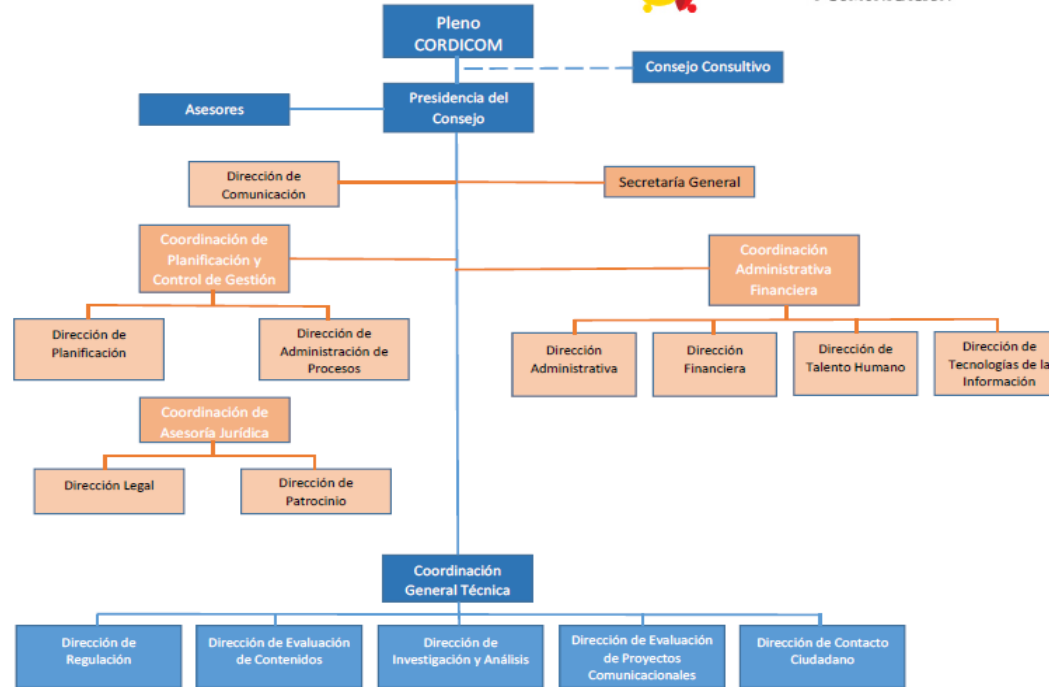 Pleno
CORDICOM
Consejo Consultivo
Asesores
Presidencia del
Consejo
Dirección de
Comunicación
Secretaría General
Coordinación de
Planificación y
Control de Gestión
Coordinación
Administrativa
Financiera
Dirección de
Planificación
Dirección de
Administración de
Procesos
Dirección
Administrativa
Dirección
Financiera
Dirección de
Talento Humano
Dirección de
Tecnologías de la
Información
Coordinación de
Asesoría Jurídica
Dirección Legal
Dirección de
Patrocinio
Coordinación
General Técnica
Dirección de
Regulación
Dirección de Evaluación
de Contenidos
Dirección de
Investigación y Análisis
Dirección de Evaluación
de Proyectos
Comunicacionales
Dirección de Contacto
Ciudadano